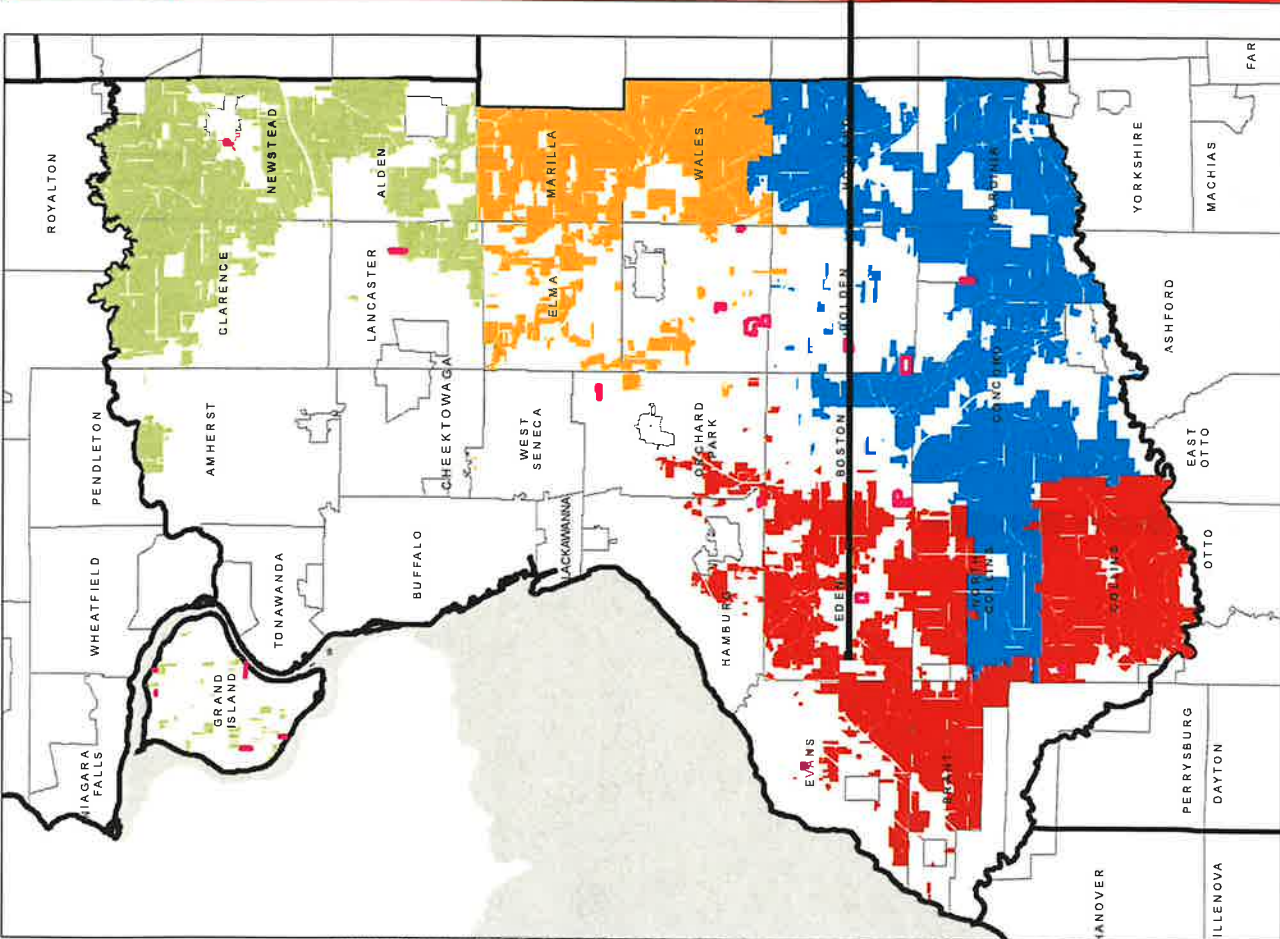 ROYALTON
NEWSTEAD
ALDEN
MARILLA
WALES
HOLLAND
SARDINIA
YORKSHIRE
MACHIAS
FAR
CLARENCE
LANCASTER
ELMA
COLDEN
CONCORD
ASHFORD
PENDLETON
AMHERST
CHEEKTOWAGA
WEST
SENECA
ORCHARD
PARK
BOSTON
EAST
OTTO
WHEATFIELD
TONAWANDA
BUFFALO
LACKAWANNA
HAMBURG
EDEN
NORTH
COLLINS
COLLINS
OTTO
NIAGARA
FALLS
GRAND
ISLAND
EVANS
BRANT
PERRYSBURG
DAYTON
HANOVER
ILLENOVA